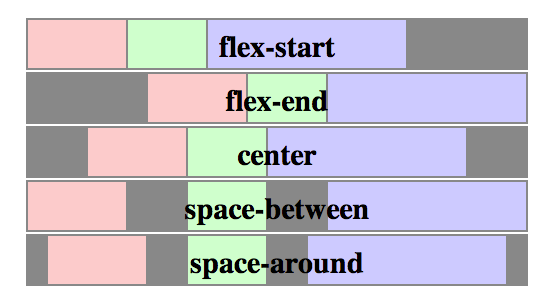 flex-start
flex-end
center
space-between
space-around